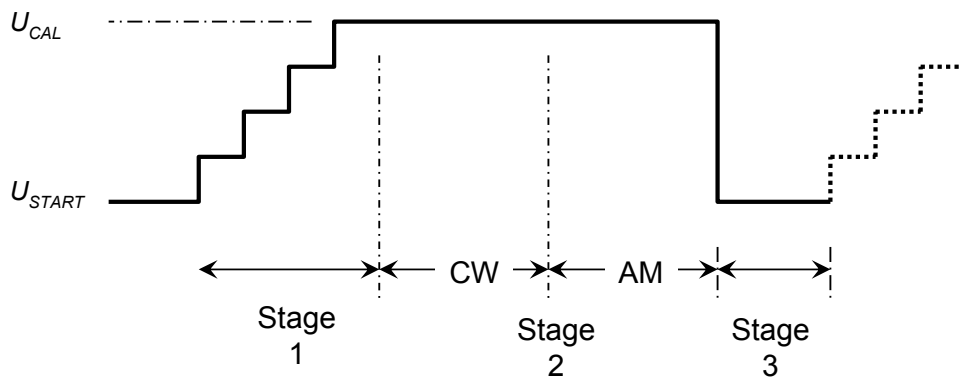 U_CAL
U_START
CW
AM
Stage
1
Stage
2
Stage
3